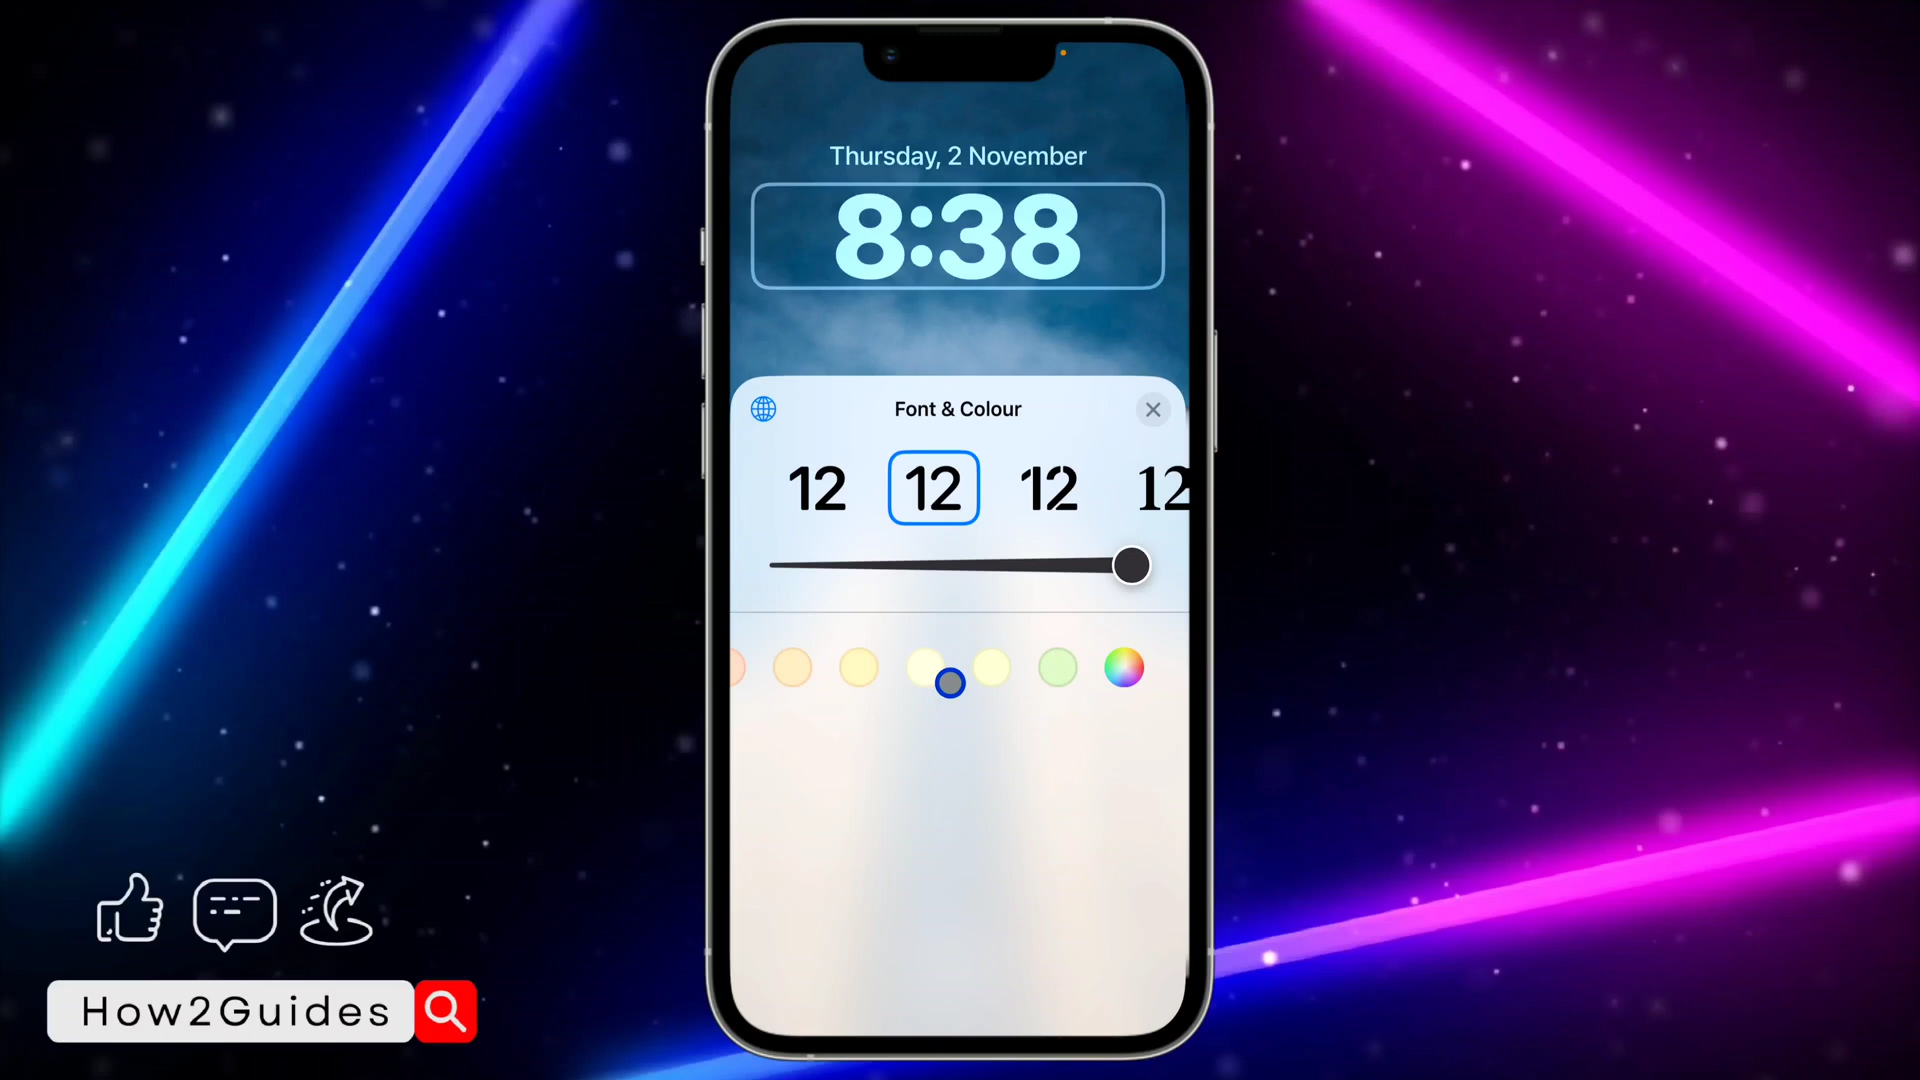 Thursday, 2 November
8:38
Font & Colour
12 12 12 12
How2Guides